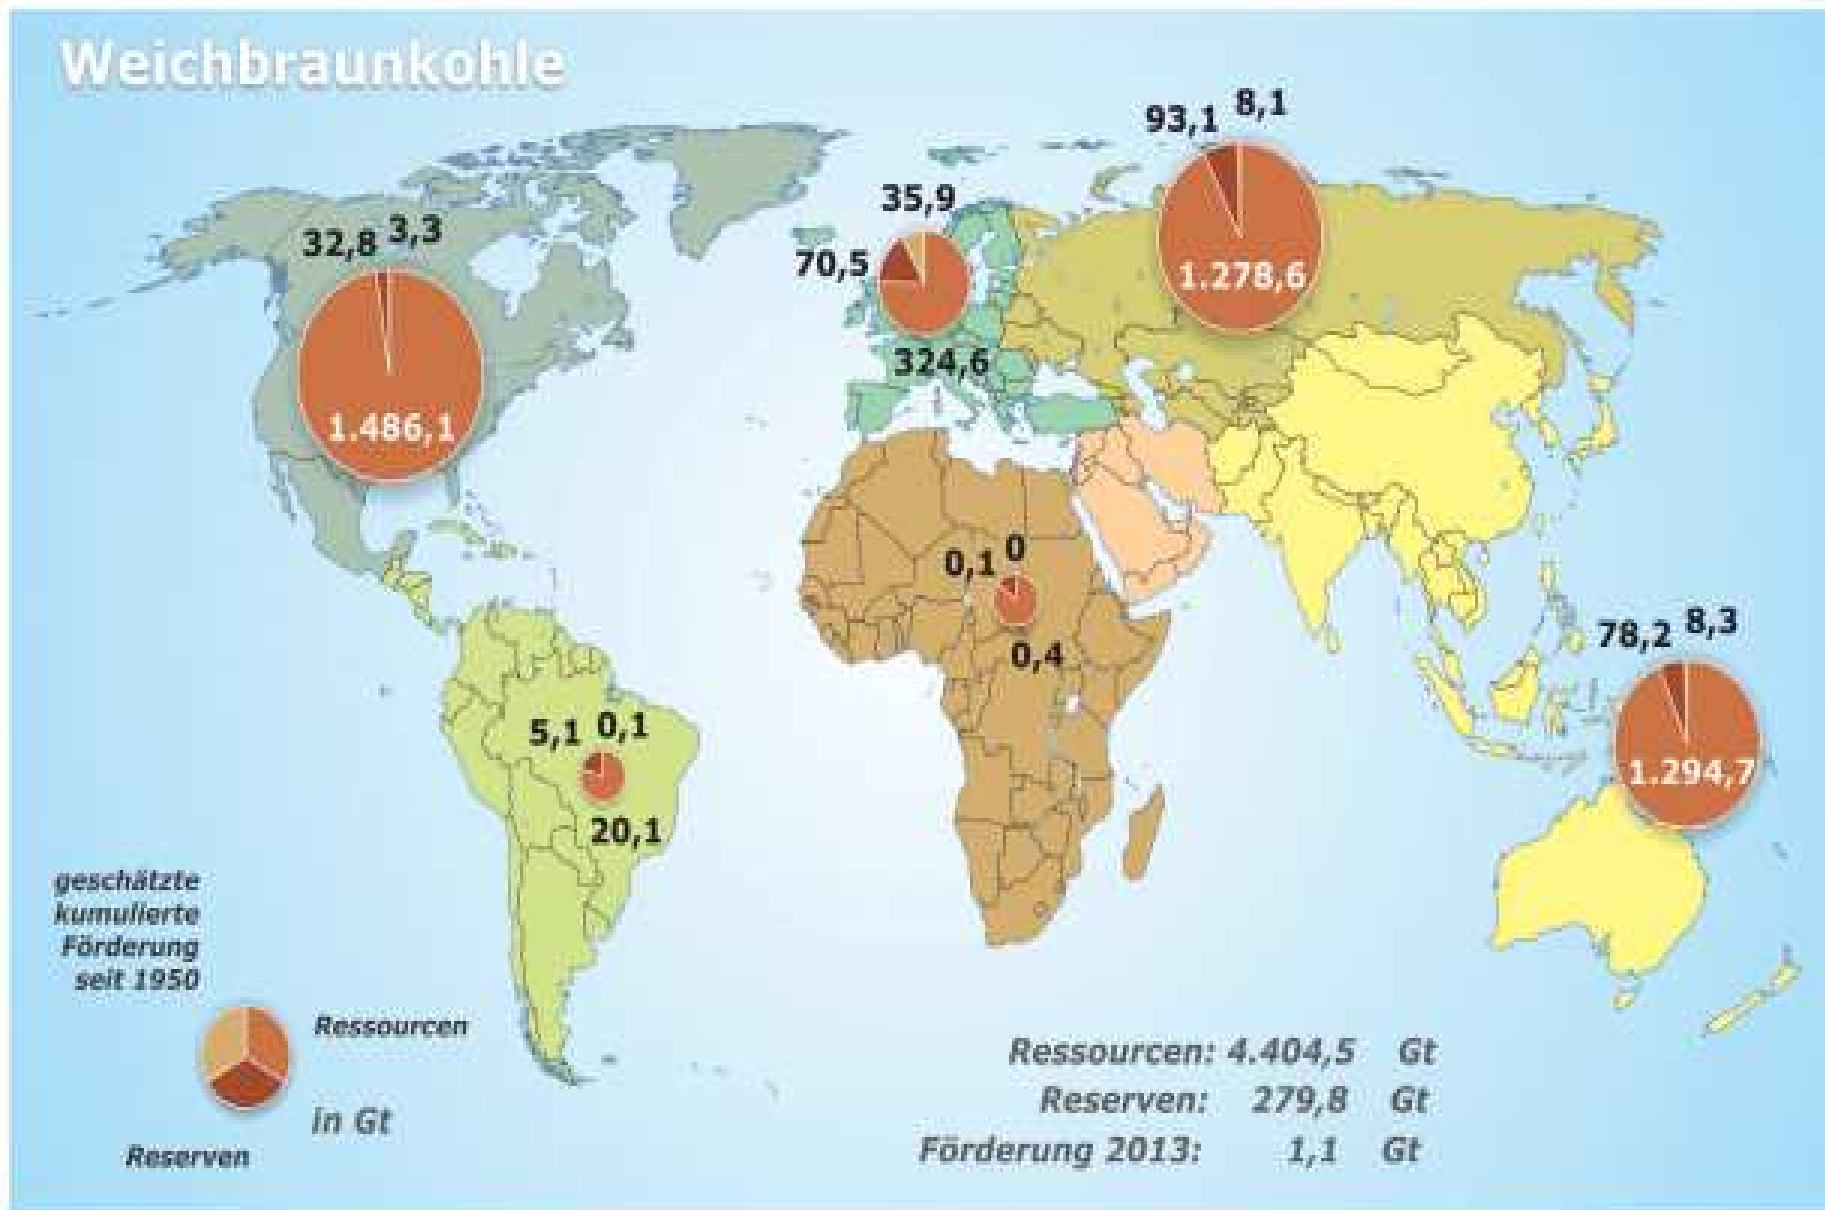 Weichbraunkohle
93,1 8,1
1.278,6
35,9
70,5
324,6
32,8 3,3
1.486,1
0,1 0
0,4
78,2 8,3
1.294,7
5,1 0,1
20,1
geschätzte
kumulierte
Förderung
seit 1950
Ressourcen
in Gt
Reserven
Ressourcen: 4.404,5 Gt
Reserven: 279,8 Gt
Förderung 2013: 1,1 Gt